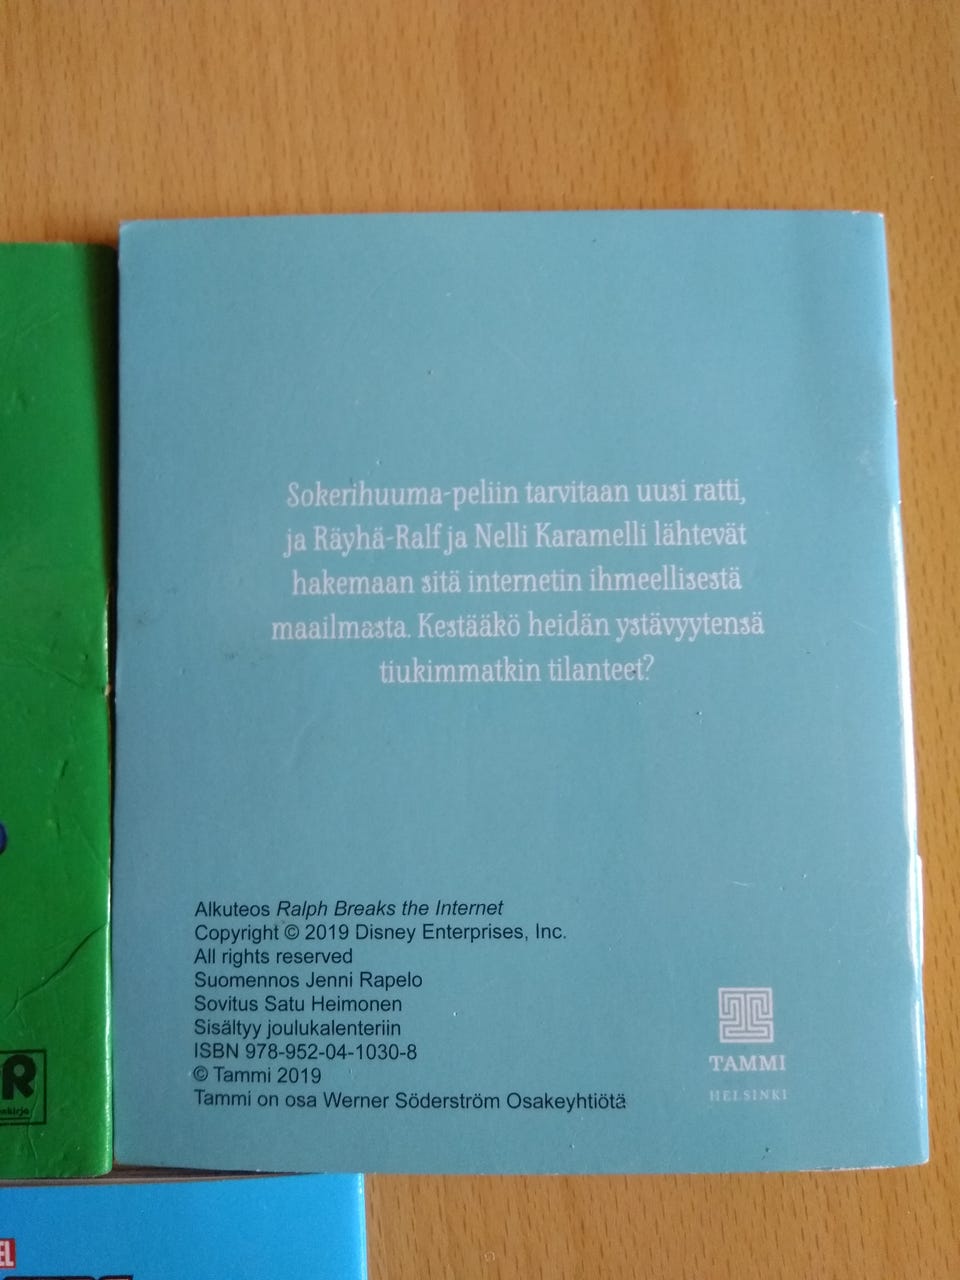 Sokerihuuma-peliin tarvitaan uusi ratti,
ja Räyhä-Ralf ja Nelli Karamelli lähtevät
hakemaan sitä internetin ihmeellisestä
maailmasta. Kestääkö heidän ystävyytensä
tiukimmatkin tilanteet?
Alkuteos Ralph Breaks the Internet
Copyright © 2019 Disney Enterprises, Inc.
All rights reserved
Suomennos Jenni Rapelo
Sovitus Satu Heimonen
Sisältyy joulukalenteriin
ISBN 978-952-04-1030-8
© Tammi 2019
Tammi on osa Werner Söderström Osakeyhtiötä
TAMMI
HELSINKI
R